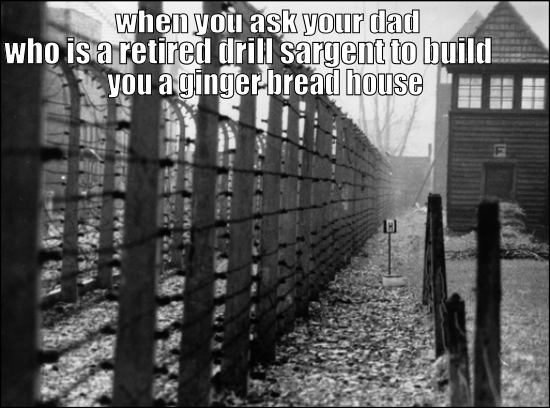 when you ask your dad
who is a retired drill sargent to build
you a ginger bread house
F